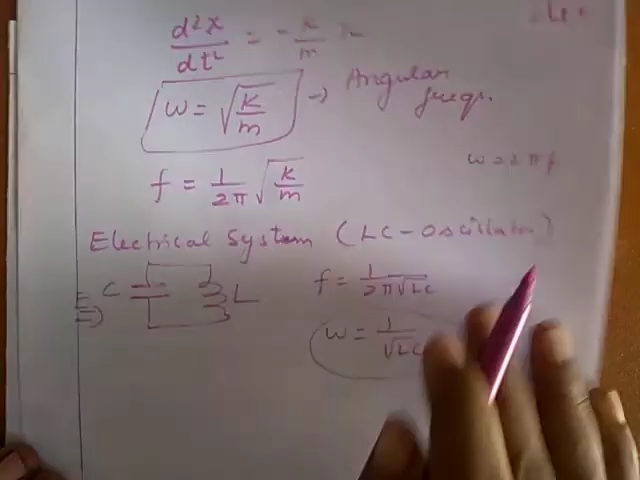 d²x/dt² = -k/m x
ω = √(k/m) → Angular freq.
ω = 2πf
f = 1/2π √(k/m)
Electrical System (LC-Oscillator)
C L
f = 1/2π√LC
ω = 1/√LC